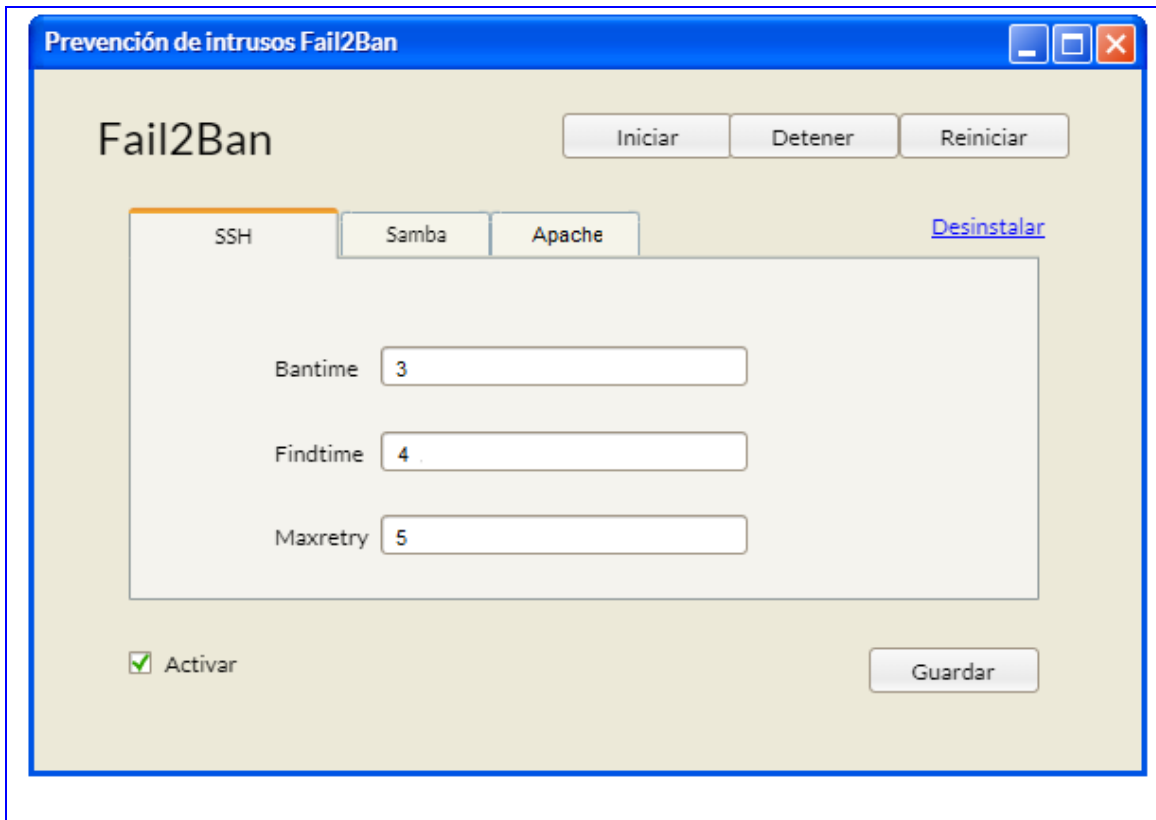 Prevención de intrusos Fail2Ban
Fail2Ban
Iniciar
Detener
Reiniciar
SSH
Samba
Apache
Desinstalar
Bantime
3
Findtime
4
Maxretry
5
Activar
Guardar